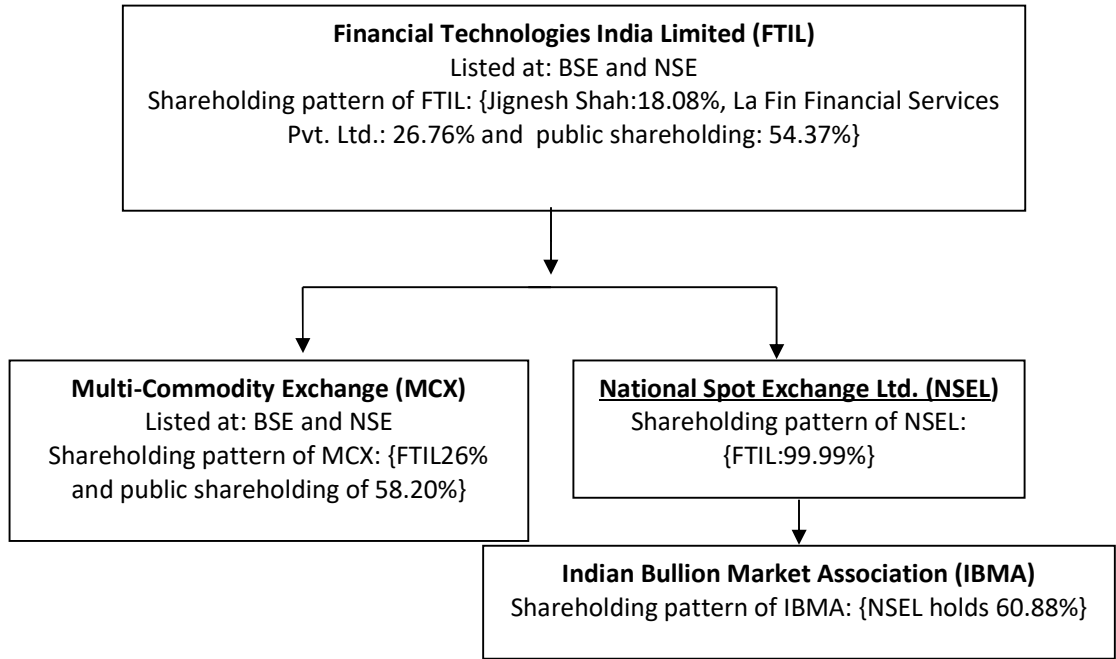 Financial Technologies India Limited (FTIL)
Listed at: BSE and NSE
Shareholding pattern of FTIL: {Jignesh Shah:18.08%, La Fin Financial Services
Pvt. Ltd.: 26.76% and public shareholding: 54.37%}
Multi-Commodity Exchange (MCX)
Listed at: BSE and NSE
Shareholding pattern of MCX: {FTIL26%
and public shareholding of 58.20%}
National Spot Exchange Ltd. (NSEL)
Shareholding pattern of NSEL:
{FTIL:99.99%}
Indian Bullion Market Association (IBMA)
Shareholding pattern of IBMA: {NSEL holds 60.88%}